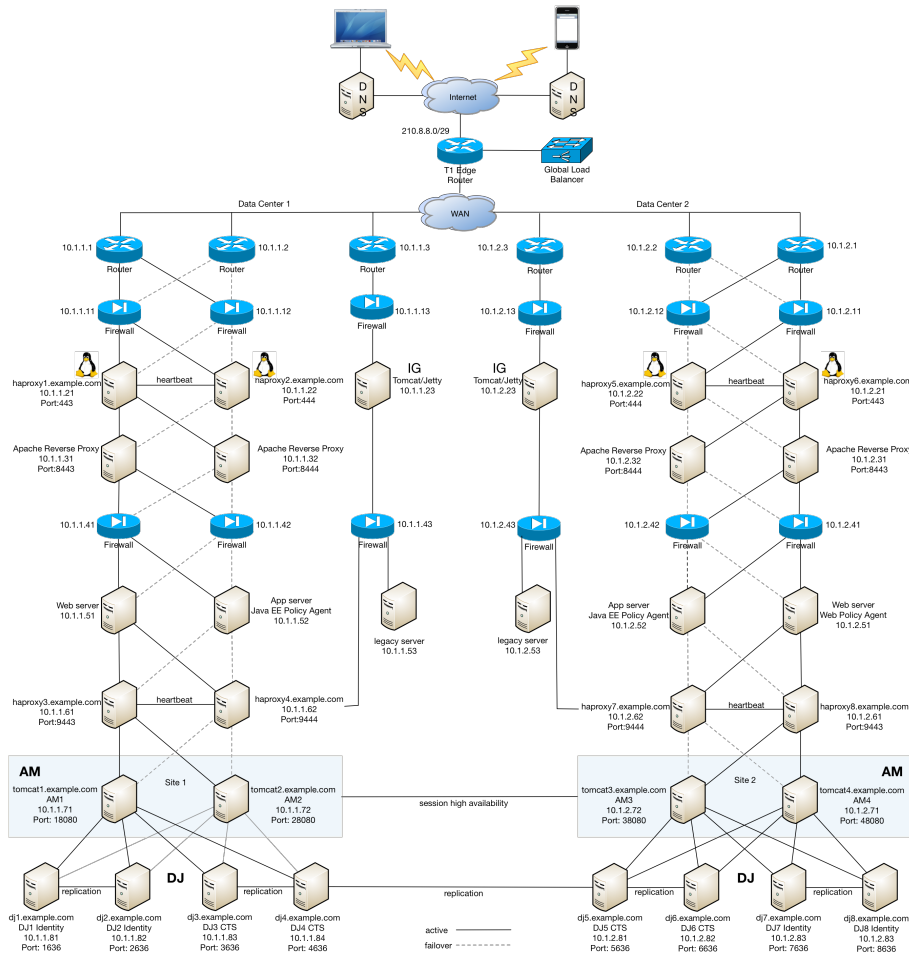 D
N
S
D
N
S
Internet
210.8.8.0/29
T1 Edge
Router
Global Load
Balancer
Data Center 1
WAN
Data Center 2
10.1.1.1
Router
10.1.1.2
Router
10.1.1.3
Router
10.1.2.3
Router
10.1.2.2
Router
10.1.2.1
Router
10.1.1.11
Firewall
10.1.1.12
Firewall
10.1.1.13
Firewall
10.1.2.13
Firewall
10.1.2.12
Firewall
10.1.2.11
Firewall
haproxy1.example.com
10.1.1.21
Port:443
heartbeat
haproxy2.example.com
10.1.1.22
Port:444
IG
Tomcat/Jetty
10.1.1.23
IG
Tomcat/Jetty
10.1.2.23
haproxy5.example.com
10.1.2.22
Port:444
heartbeat
haproxy6.example.com
10.1.2.21
Port:443
Apache Reverse Proxy
10.1.1.31
Port:8443
Apache Reverse Proxy
10.1.1.32
Port:8444
Apache Reverse Proxy
10.1.2.32
Port:8444
Apache Reverse Proxy
10.1.2.31
Port:8443
10.1.1.41
Firewall
10.1.1.42
Firewall
10.1.1.43
Firewall
10.1.2.43
Firewall
10.1.2.42
Firewall
10.1.2.41
Firewall
Web server
10.1.1.51
App server
Java EE Policy Agent
10.1.1.52
legacy server
10.1.1.53
legacy server
10.1.2.53
App server
Java EE Policy Agent
10.1.2.52
Web server
Web Policy Agent
10.1.2.51
haproxy3.example.com
10.1.1.61
Port:9443
heartbeat
haproxy4.example.com
10.1.1.62
Port:9444
haproxy7.example.com
10.1.2.62
Port:9444
heartbeat
haproxy8.example.com
10.1.2.61
Port:9443
AM
Site 1
tomcat1.example.com
AM1
10.1.1.71
Port: 18080
tomcat2.example.com
AM2
10.1.1.72
Port: 28080
session high availability
Site 2
AM
tomcat3.example.com
AM3
10.1.2.72
Port: 38080
tomcat4.example.com
AM4
10.1.2.71
Port: 48080
DJ
DJ
replication
replication
replication
replication
replication
dj1.example.com
DJ1 Identity
10.1.1.81
Port: 1636
dj2.example.com
DJ2 Identity
10.1.1.82
Port: 2636
dj3.example.com
DJ3 CTS
10.1.1.83
Port: 3636
dj4.example.com
DJ4 CTS
10.1.1.84
Port: 4636
dj5.example.com
DJ5 CTS
10.1.2.81
Port: 5636
dj6.example.com
DJ6 CTS
10.1.2.82
Port: 6636
dj7.example.com
DJ7 Identity
10.1.2.83
Port: 7636
dj8.example.com
DJ8 Identity
10.1.2.83
Port: 8636
active
failover